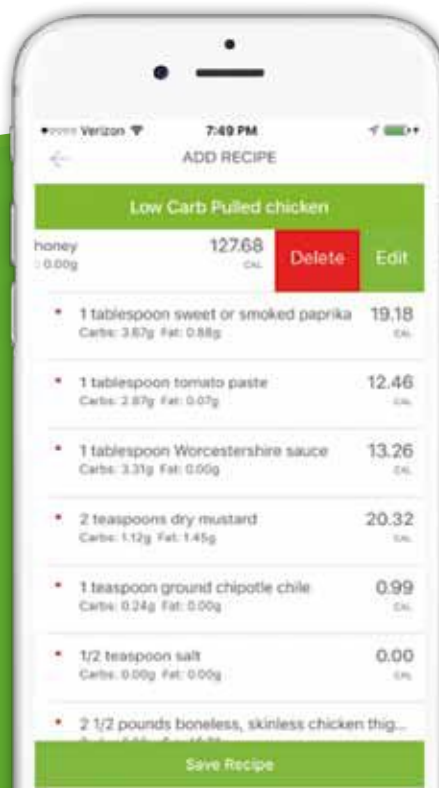 Verizon 7:49 PM
ADD RECIPE
Low Carb Pulled chicken
honey 127.68
0.00g CAL
Delete Edit
1 tablespoon sweet or smoked paprika 19.18
Carbs: 3.67g Fat: 0.88g CAL
1 tablespoon tomato paste 12.46
Carbs: 2.87g Fat: 0.07g CAL
1 tablespoon Worcestershire sauce 13.26
Carbs: 3.31g Fat: 0.00g CAL
2 teaspoons dry mustard 20.32
Carbs: 1.12g Fat: 1.45g CAL
1 teaspoon ground chipotle chile 0.99
Carbs: 0.24g Fat: 0.00g CAL
1/2 teaspoon salt 0.00
Carbs: 0.00g Fat: 0.00g CAL
2 1/2 pounds boneless, skinless chicken thig...
Save Recipe